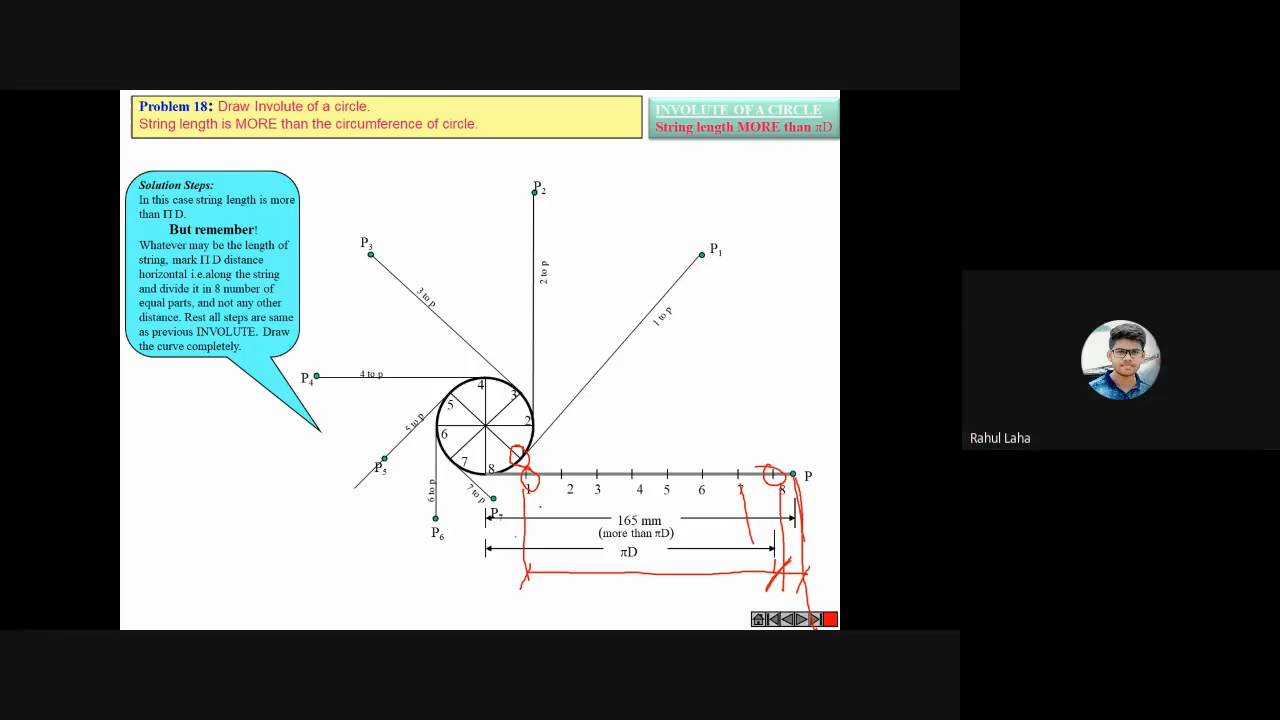 Problem 18: Draw Involute of a circle.
String length is MORE than the circumference of circle.
INVOLUTE OF A CIRCLE
String length MORE than πD
Solution Steps:
In this case string length is more
than Π D.
But remember!
Whatever may be the length of
string, mark Π D distance
horizontal i.e.along the string
and divide it in 8 number of
equal parts, and not any other
distance. Rest all steps are same
as previous INVOLUTE. Draw
the curve completely.
P2
P3
P1
2 to p
3 to p
1 to p
P4
4 to p
4
3
5
5 to p
2
6
7
8
P5
6 to p
7 to p
P7
P6
1
2
3
4
5
6
7
8
P
165 mm
(more than πD)
πD
Rahul Laha